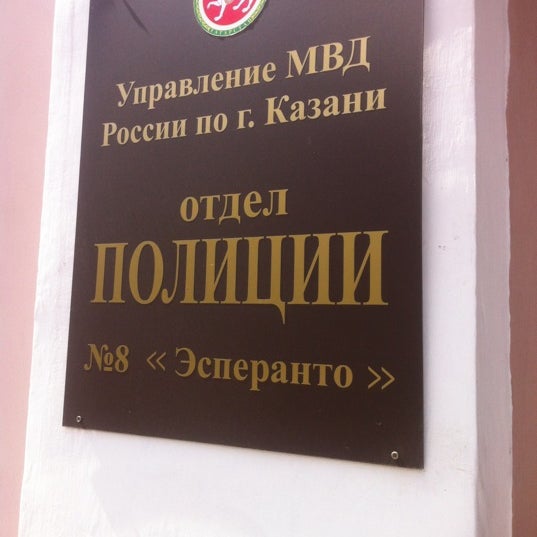 Управление МВД
России по г. Казани
отдел
ПОЛИЦИИ
№8 « Эсперанто »